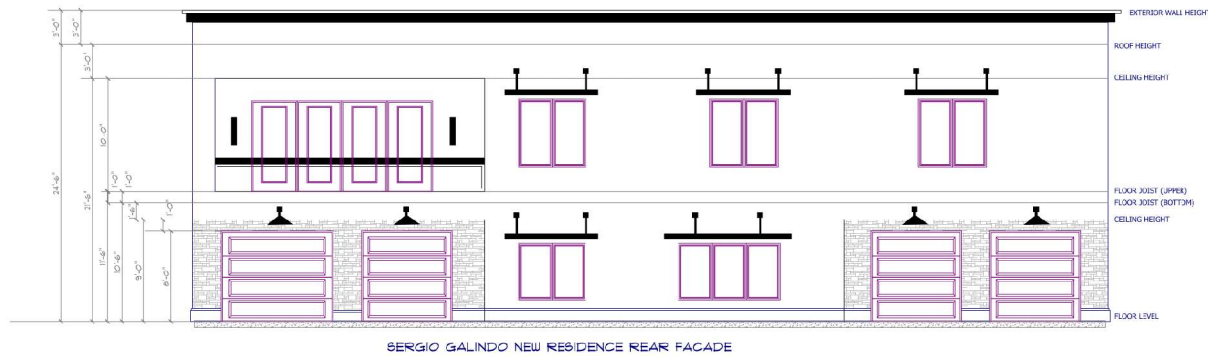 EXTERIOR WALL HEIGHT
3'-0"
3'-0"
ROOF HEIGHT
3'-0"
CEILING HEIGHT
10'-0"
24'-6"
21'-6"
1'-0"
1'-0"
FLOOR JOIST (UPPER)
FLOOR JOIST (BOTTOM)
1'-6"
1'-0"
CEILING HEIGHT
11'-6"
10'-6"
9'-0"
8'-0"
FLOOR LEVEL
SERGIO GALINDO NEW RESIDENCE REAR FACADE